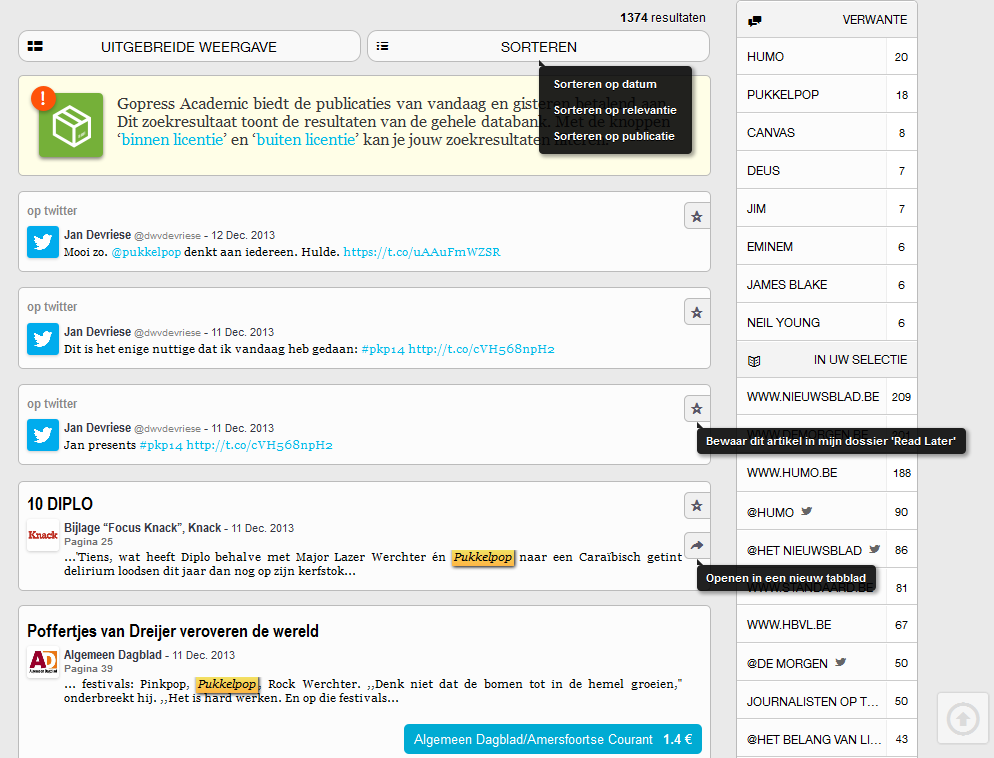 1374 resultaten
UITGEBREIDE WEERGAVE
SORTEREN
Sorteren op datum
Sorteren op relevantie
Sorteren op publicatie
!
Gopress Academic biedt de publicaties van vandaag en gisteren betalend aan.
Dit zoekresultaat toont de resultaten van de gehele databank. Met de knoppen
‘binnen licentie’ en ‘buiten licentie’ kan je jouw zoekresultaten filteren.
op twitter
Jan Devriese @dwvdevriese - 12 Dec. 2013
Mooi zo. @pukkelpop denkt aan iedereen. Hulde. https://t.co/uAAuFmWZSR
op twitter
Jan Devriese @dwvdevriese - 11 Dec. 2013
Dit is het enige nuttige dat ik vandaag heb gedaan: #pkp14 http://t.co/cVH568npH2
op twitter
Jan Devriese @dwvdevriese - 11 Dec. 2013
Jan presents #pkp14 http://t.co/cVH568npH2
Bewaar dit artikel in mijn dossier 'Read Later'
10 DIPLO
Knack
Bijlage “Focus Knack”, Knack - 11 Dec. 2013
Pagina 25
..."Tiens, wat heeft Diplo behalve met Major Lazer Werchter én Pukkelpop naar een Caraïbisch getint
delirium loodsen dit jaar dan nog op zijn kerfstok...
Openen in een nieuw tabblad
Poffertjes van Dreijer veroveren de wereld
AD
Algemeen Dagblad - 11 Dec. 2013
Pagina 39
... festivals: Pinkpop, Pukkelpop, Rock Werchter. ,,Denk niet dat de bomen tot in de hemel groeien,"
onderbreekt hij. ,,Het is hard werken. En op die festivals...
Algemeen Dagblad/Amersfoortse Courant 1.4 €
VERWANTE
HUMO 20
PUKKELPOP 18
CANVAS 8
DEUS 7
JIM 7
EMINEM 6
JAMES BLAKE 6
NEIL YOUNG 6
IN UW SELECTIE
WWW.NIEUWSBLAD.BE 209
WWW.DEMORGEN.BE 201
WWW.HUMO.BE 188
@HUMO 90
@HET NIEUWSBLAD 86
WWW.STANDAARD.BE 81
WWW.HBVL.BE 67
@DE MORGEN 50
JOURNALISTEN OP T... 50
@HET BELANG VAN LI... 43